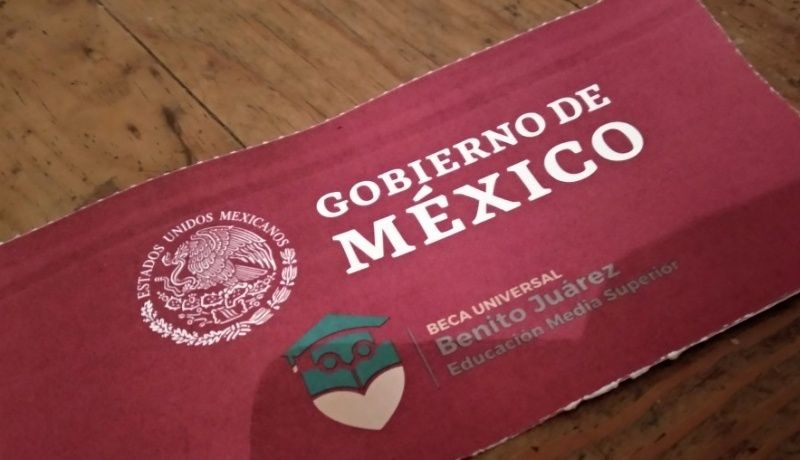 ESTADOS UNIDOS MEXICANOS
GOBIERNO DE
MÉXICO
BECA UNIVERSAL
Benito Juárez
Educación Media Superior